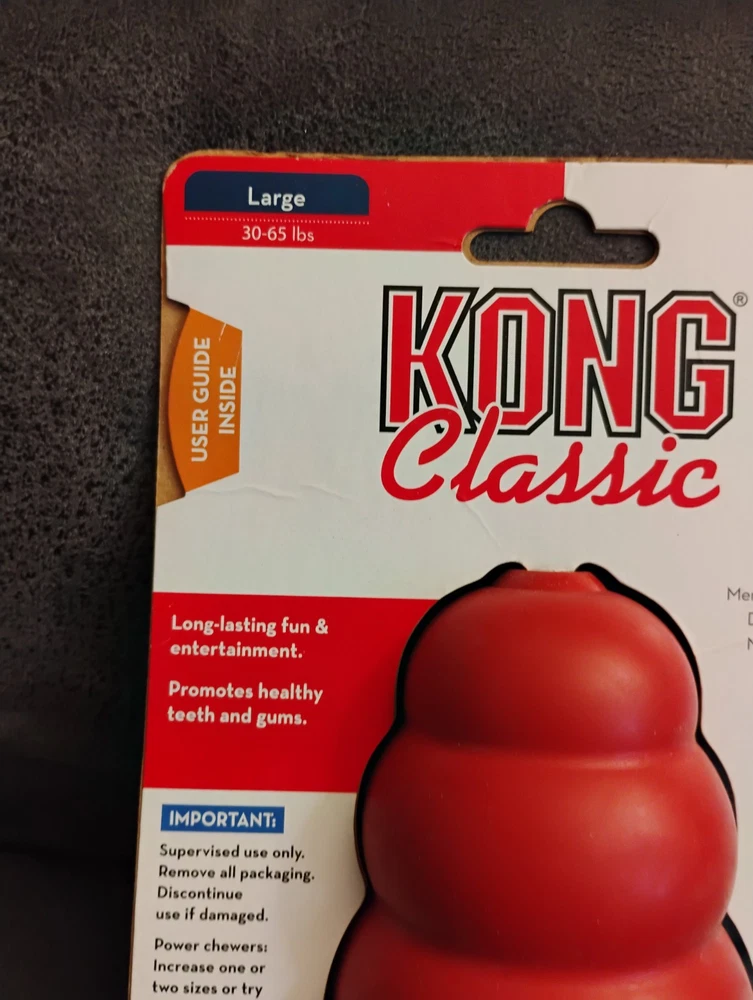 Large
30-65 lbs
USER GUIDE
INSIDE
KONG®
Classic
Long-lasting fun &
entertainment.
Promotes healthy
teeth and gums.
IMPORTANT:
Supervised use only.
Remove all packaging.
Discontinue
use if damaged.
Power chewers:
Increase one or
two sizes or try